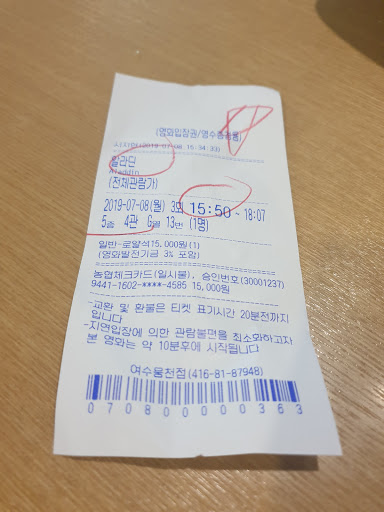 (영화입장권/영수증겸용)
2019-07-08 15:34:33)
알라딘
Aladdin
(전체관람가)
2019-07-08(월) 3회 15:50 ~ 18:07
5층 4관 G열 13번 (1명)
일반-로얄석15,000원(1)
(영화발전기금 3% 포함)
농협체크카드(일시불), 승인번호(30001237)
9441-1602-****-4585 15,000원
-교환 및 환불은 티켓 표기시간 20분전까지
입니다
-지연입장에 의한 관람불편을 최소화하고자
본 영화는 약 10분후에 시작됩니다
여수웅천점(416-81-87948)
0708000000363